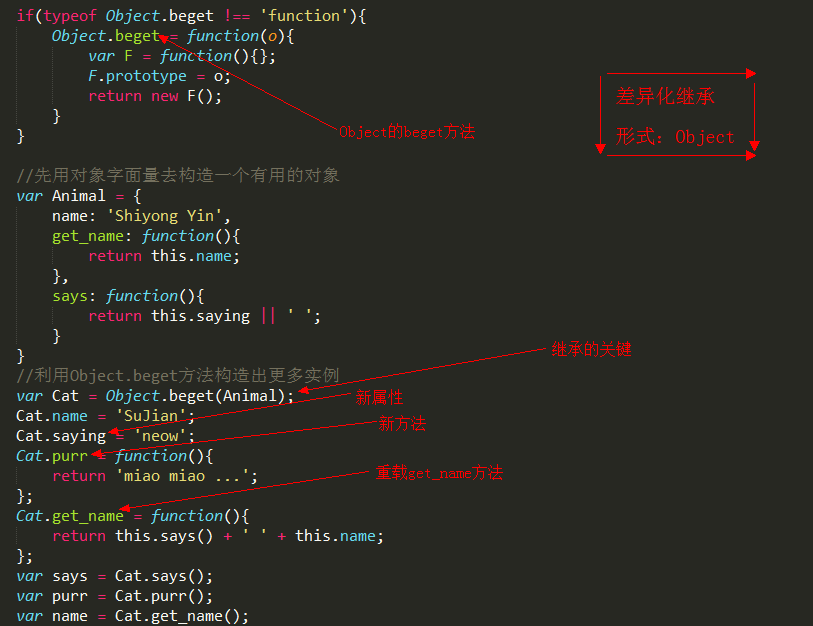 if(typeof Object.beget !== 'function'){
    Object.beget = function(o){
        var F = function(){};
        F.prototype = o;
        return new F();
    }
}
Object的beget方法
差异化继承
形式：Object
//先用对象字面量去构造一个有用的对象
var Animal = {
    name: 'Shiyong Yin',
    get_name: function(){
        return this.name;
    },
    says: function(){
        return this.saying || ' ';
    }
}
继承的关键
//利用Object.beget方法构造出更多实例
var Cat = Object.beget(Animal);
新属性
Cat.name = 'SuJian';
新方法
Cat.saying = 'neow';
Cat.purr = function(){
    return 'miao miao ...';
重载get_name方法
};
Cat.get_name = function(){
    return this.says() + ' ' + this.name;
};
var says = Cat.says();
var purr = Cat.purr();
var name = Cat.get_name();